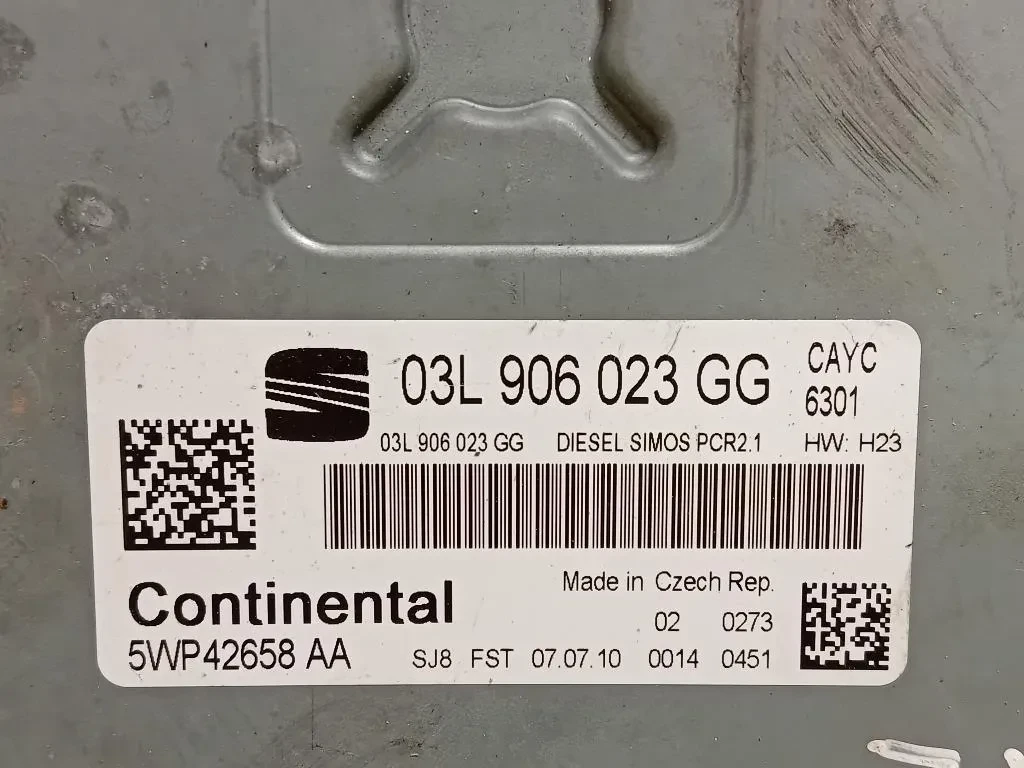 03L 906 023 GG CAYC
6301
03L 906 023 GG DIESEL SIMOS PCR2.1 HW: H23
Continental Made in Czech Rep.
02 0273
5WP42658 AA SJ8 FST 07.07.10 0014 0451